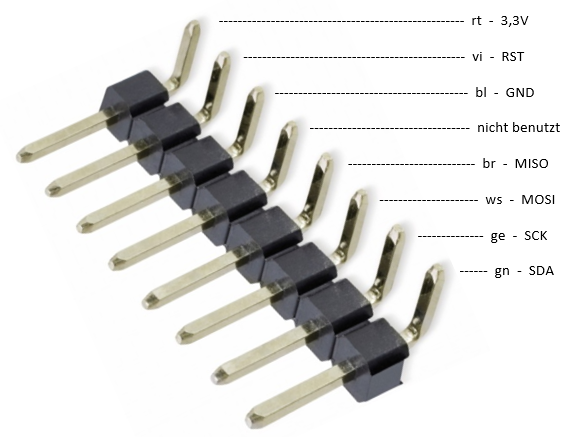 rt - 3,3V
vi - RST
bl - GND
nicht benutzt
br - MISO
ws - MOSI
ge - SCK
gn - SDA